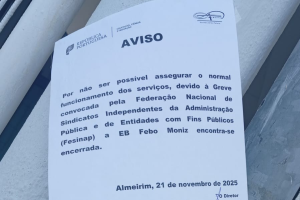 REPÚBLICA
PORTUGUESA
AVISO
Por não ser possível assegurar o normal
funcionamento dos serviços, devido à Greve
convocada pela Federação Nacional de
Sindicatos Independentes da Administração
Pública e de Entidades com Fins Públicos
(Fesinap) a EB Febo Moniz encontra-se
encerrada.
Almeirim, 21 de novembro de 2025
O Diretor